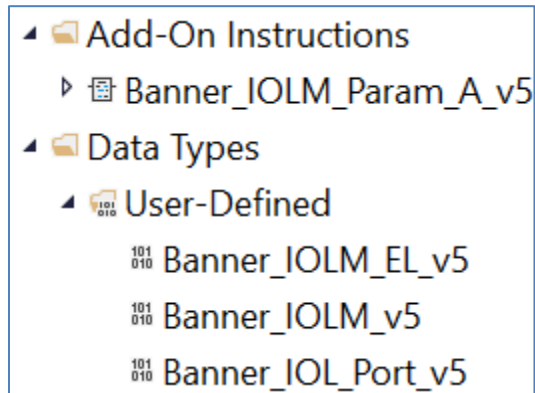 Add-On Instructions
Banner_IOLM_Param_A_v5
Data Types
User-Defined
Banner_IOLM_EL_v5
Banner_IOLM_v5
Banner_IOL_Port_v5